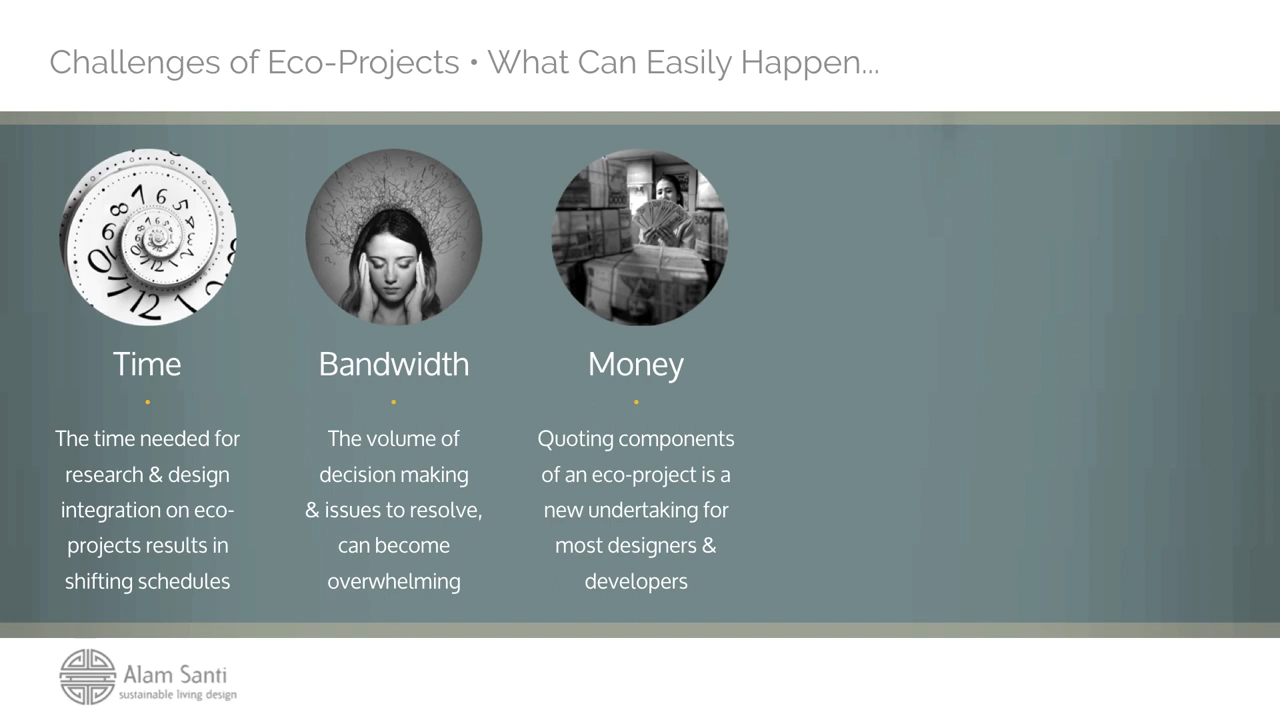 Challenges of Eco-Projects • What Can Easily Happen...
Time
The time needed for
research & design
integration on eco-
projects results in
shifting schedules
Bandwidth
The volume of
decision making
& issues to resolve,
can become
overwhelming
Money
Quoting components
of an eco-project is a
new undertaking for
most designers &
developers
Alam Santi
sustainable living design